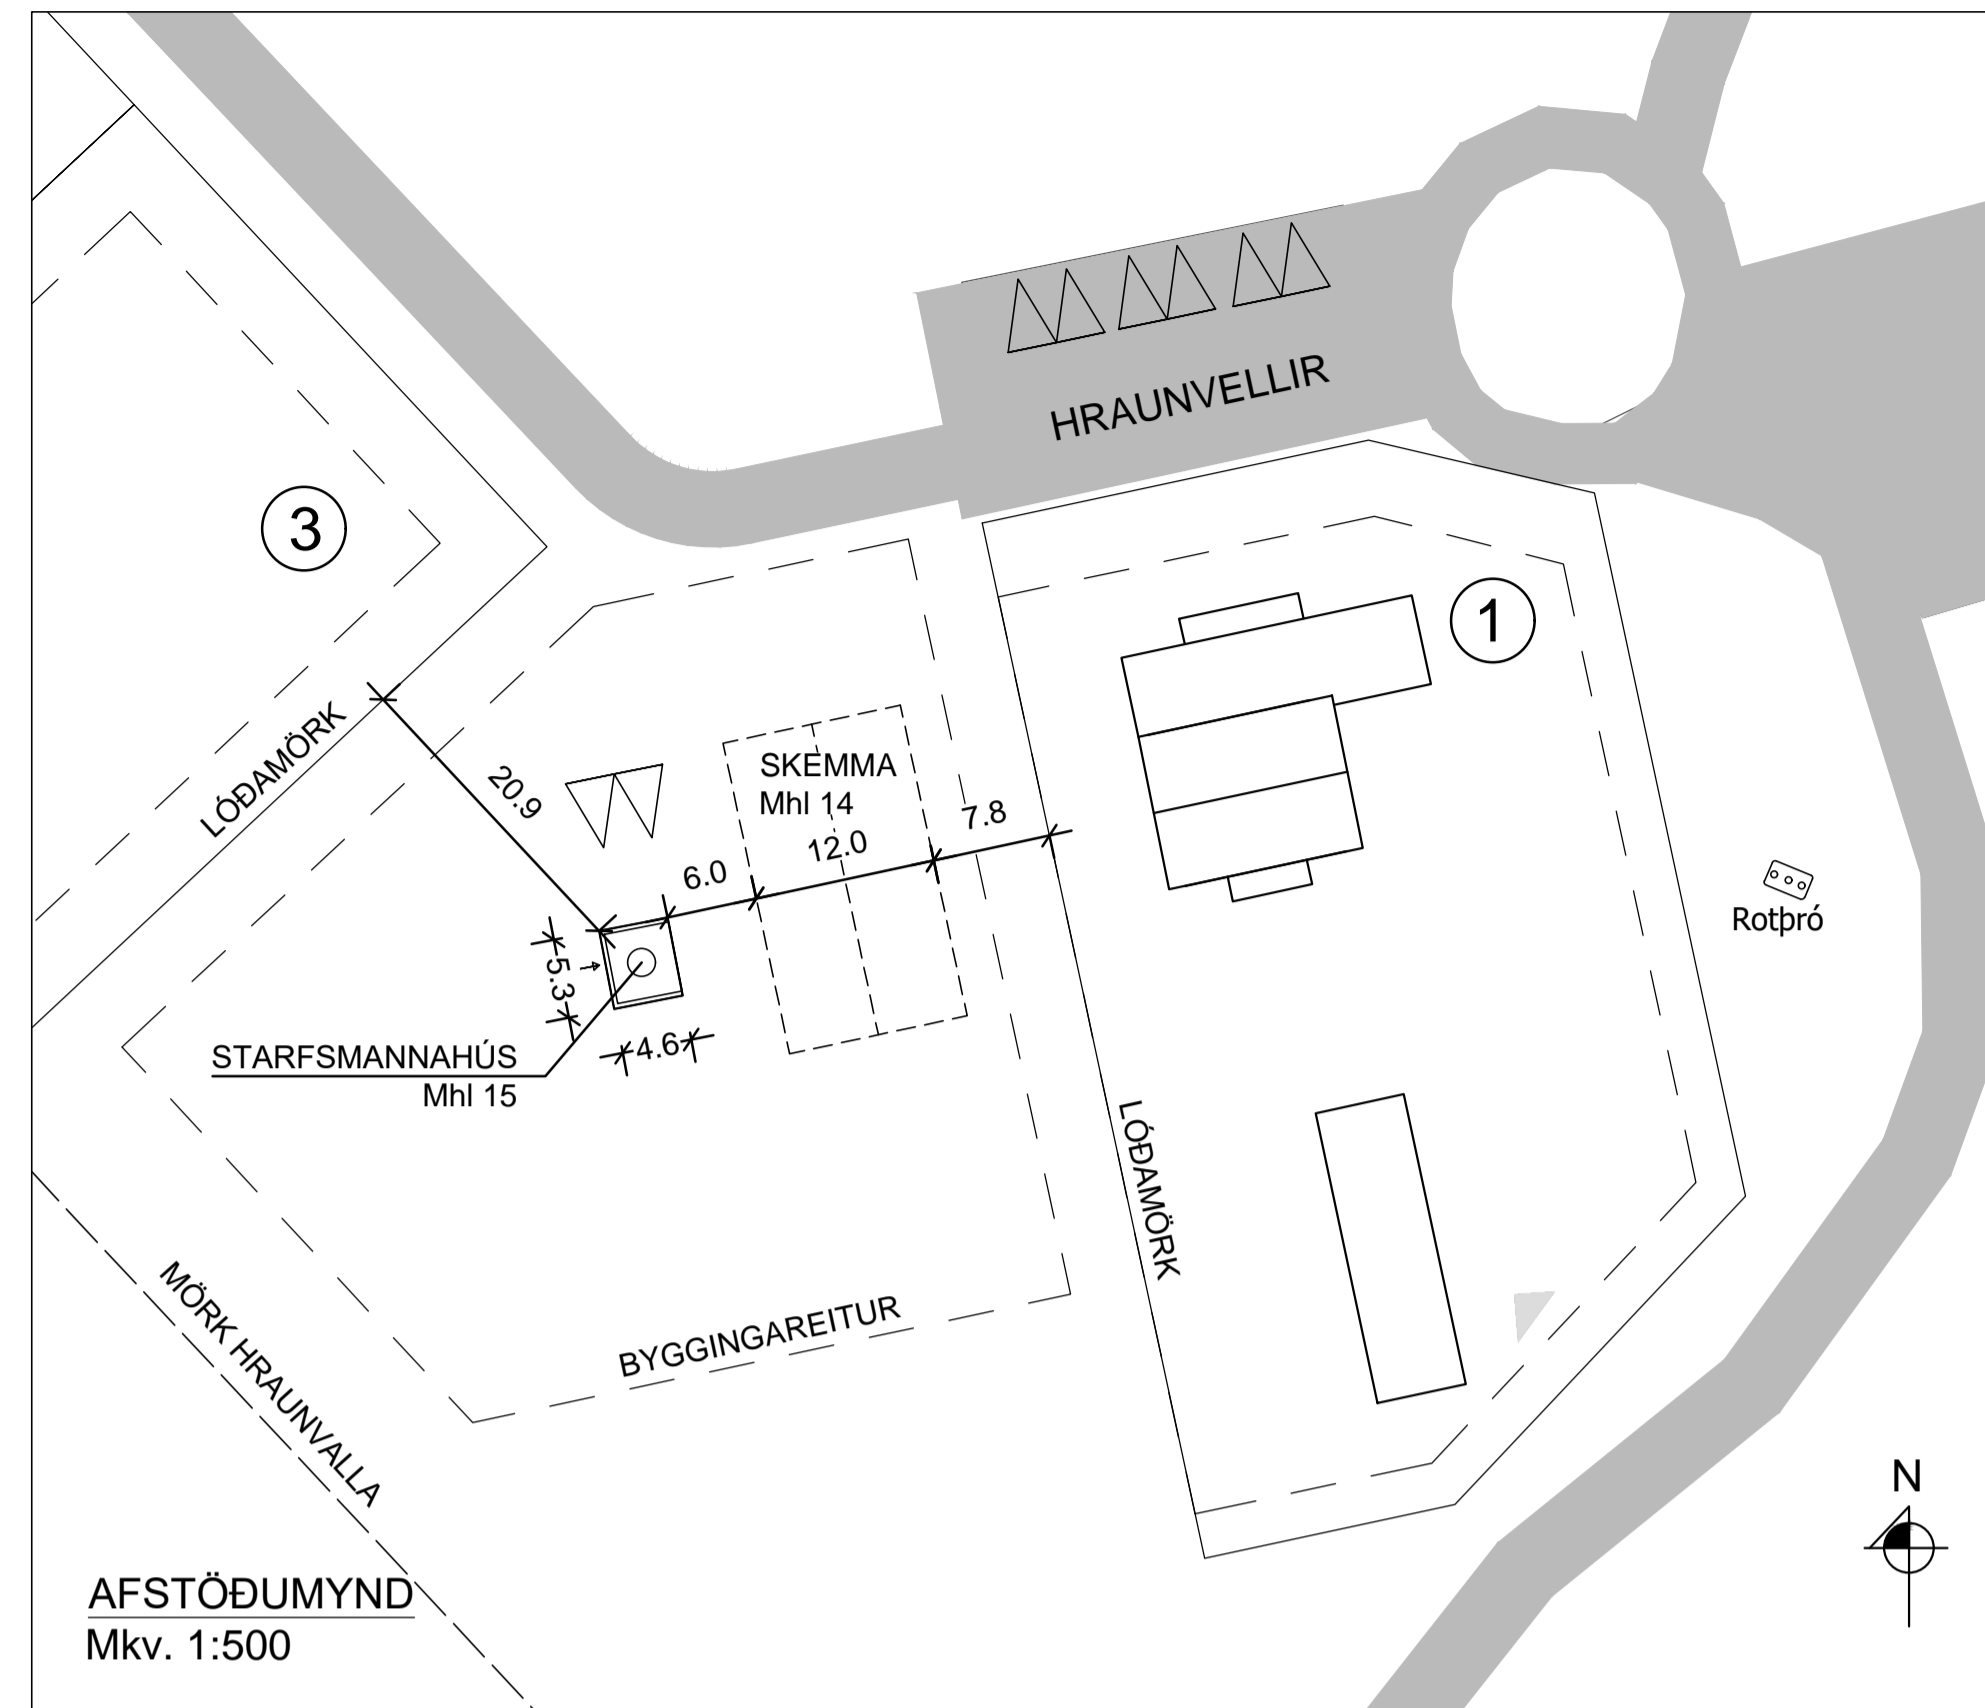 HRAUNVELLIR
3
1
LÓÐAMÖRK
20.9
SKEMMA
Mhl 14
7.8
12.0
6.0
5.3
4.6
Rotþró
STARFSMANNAHÚS
Mhl 15
LÓÐAMÖRK
MÖRK HRAUNVALLA
BYGGINGAREITUR
N
AFSTÖÐUMYND
Mkv. 1:500